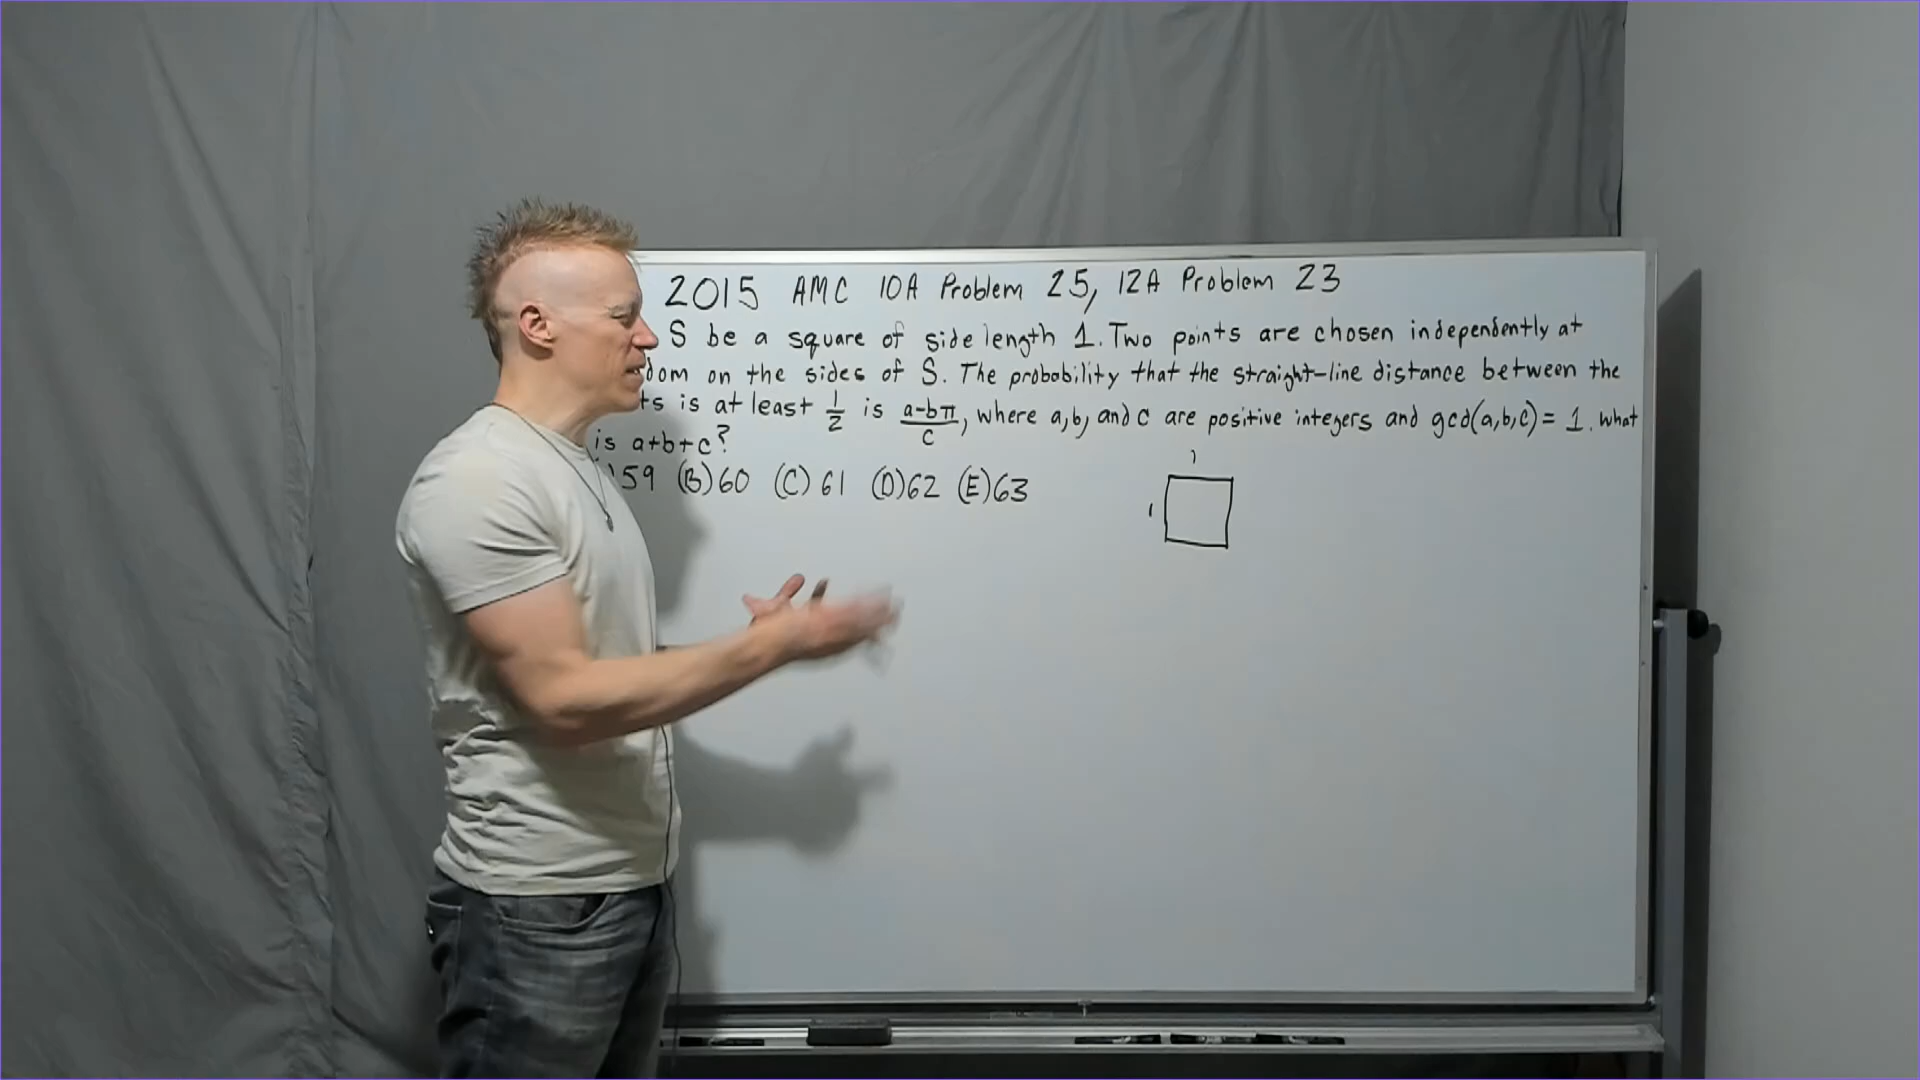 2015 AMC 10A Problem 25, 12A Problem 23
S be a square of side length 1. Two points are chosen independently at
dom on the sides of S. The probability that the straight-line distance between the
ts is at least 1/2 is (a-bπ)/c, where a,b, and c are positive integers and gcd(a,b,c) = 1. what
is a+b+c?
)59 (B)60 (C)61 (D)62 (E)63
1
1